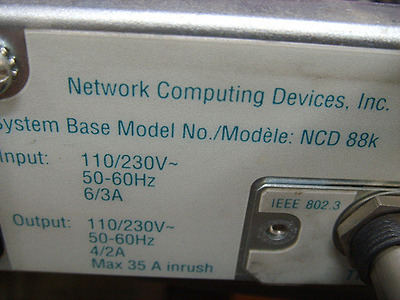 Network Computing Devices, Inc.
System Base Model No./Modèle: NCD 88k
Input: 110/230V~
50-60Hz
6/3A
IEEE 802.3
Output: 110/230V~
50-60Hz
4/2A
Max 35 A inrush